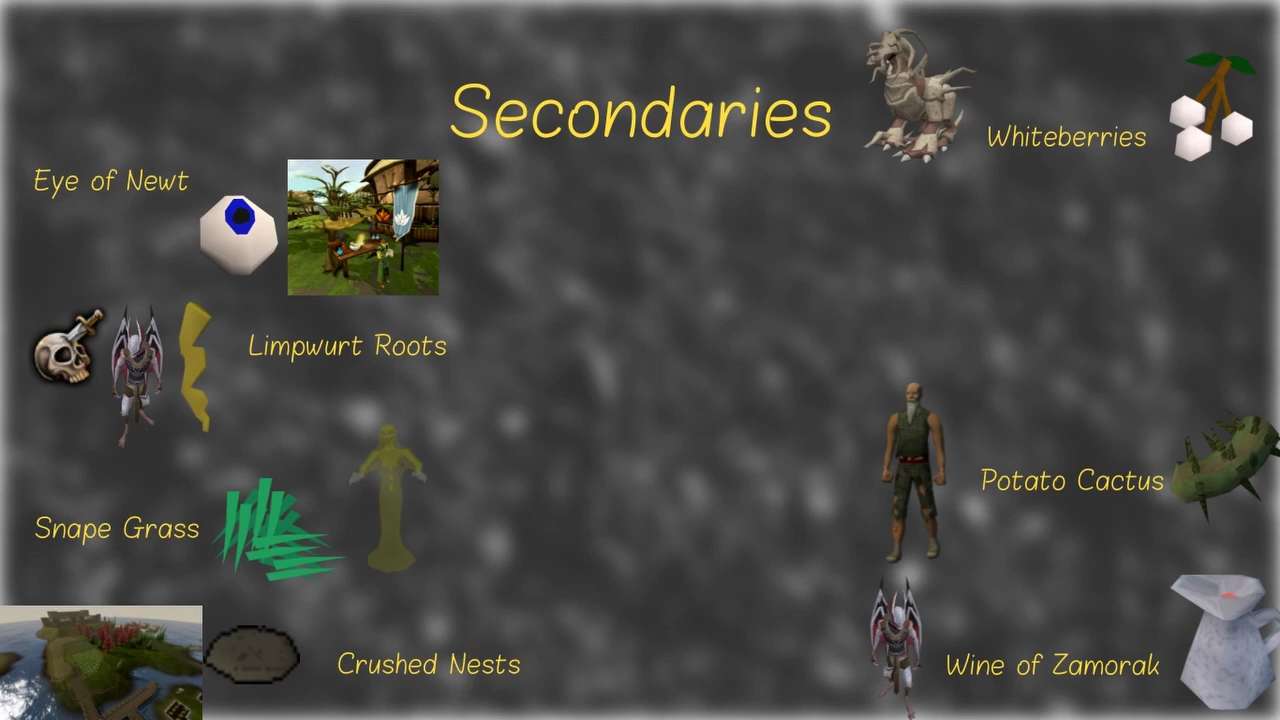 Secondaries
Whiteberries
Eye of Newt
Limpwurt Roots
Potato Cactus
Snape Grass
Crushed Nests
Wine of Zamorak